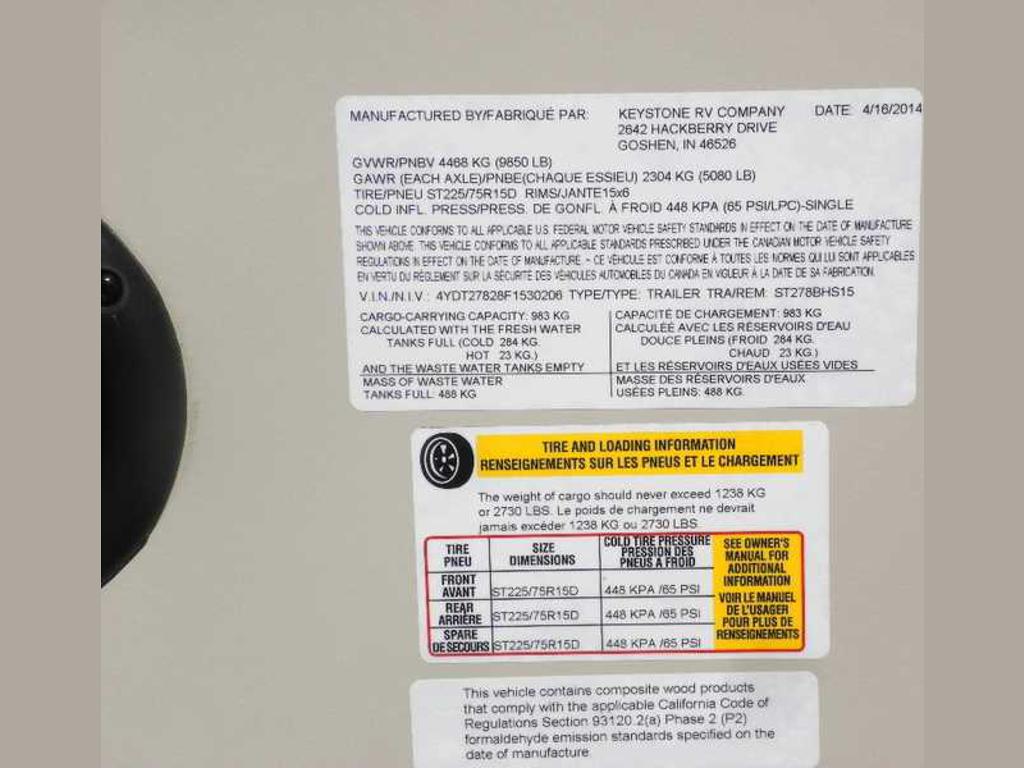 MANUFACTURED BY/FABRIQUÉ PAR: KEYSTONE RV COMPANY DATE: 4/16/2014
2642 HACKBERRY DRIVE
GOSHEN, IN 46526
GVWR/PNBV 4468 KG (9850 LB)
GAWR (EACH AXLE)/PNBE(CHAQUE ESSIEU) 2304 KG (5080 LB)
TIRE/PNEU ST225/75R15D RIMS/JANTE15x6
COLD INFL. PRESS/PRESS. DE GONFL. À FROID 448 KPA (65 PSI/LPC)-SINGLE
THIS VEHICLE CONFORMS TO ALL APPLICABLE U.S. FEDERAL MOTOR VEHICLE SAFETY STANDARDS IN EFFECT ON THE DATE OF MANUFACTURE
SHOWN ABOVE. THIS VEHICLE CONFORMS TO ALL APPLICABLE STANDARDS PRESCRIBED UNDER THE CANADIAN MOTOR VEHICLE SAFETY
REGULATIONS IN EFFECT ON THE DATE OF MANUFACTURE. - CE VÉHICULE EST CONFORME À TOUTES LES NORMES QUI LUI SONT APPLICABLES
EN VERTU DU RÈGLEMENT SUR LA SÉCURITÉ DES VÉHICULES AUTOMOBILES DU CANADA EN VIGUEUR À LA DATE DE SA FABRICATION.
V.I.N./N.I.V.: 4YDT27828F1530206 TYPE/TYPE: TRAILER TRA/REM: ST278BHS15
CARGO-CARRYING CAPACITY: 983 KG
CALCULATED WITH THE FRESH WATER
TANKS FULL (COLD 284 KG.
HOT 23 KG.)
AND THE WASTE WATER TANKS EMPTY
MASS OF WASTE WATER
TANKS FULL: 488 KG
CAPACITÉ DE CHARGEMENT: 983 KG
CALCULÉE AVEC LES RÉSERVOIRS D'EAU
DOUCE PLEINS (FROID 284 KG.
CHAUD 23 KG.)
ET LES RÉSERVOIRS D'EAUX USÉES VIDES
MASSE DES RÉSERVOIRS D'EAUX
USÉES PLEINS: 488 KG.
TIRE AND LOADING INFORMATION
RENSEIGNEMENTS SUR LES PNEUS ET LE CHARGEMENT
The weight of cargo should never exceed 1238 KG
or 2730 LBS. Le poids de chargement ne devrait
jamais excéder 1238 KG ou 2730 LBS.
TIRE
PNEU
SIZE
DIMENSIONS
COLD TIRE PRESSURE
PRESSION DES
PNEUS A FROID
FRONT
AVANT
ST225/75R15D 448 KPA /65 PSI
REAR
ARRIÈRE
ST225/75R15D 448 KPA /65 PSI
SPARE
DE SECOURS
ST225/75R15D 448 KPA /65 PSI
SEE OWNER'S
MANUAL FOR
ADDITIONAL
INFORMATION
VOIR LE MANUEL
DE L'USAGER
POUR PLUS DE
RENSEIGNEMENTS
This vehicle contains composite wood products
that comply with the applicable California Code of
Regulations Section 93120.2(a) Phase 2 (P2)
formaldehyde emission standards specified on the
date of manufacture.